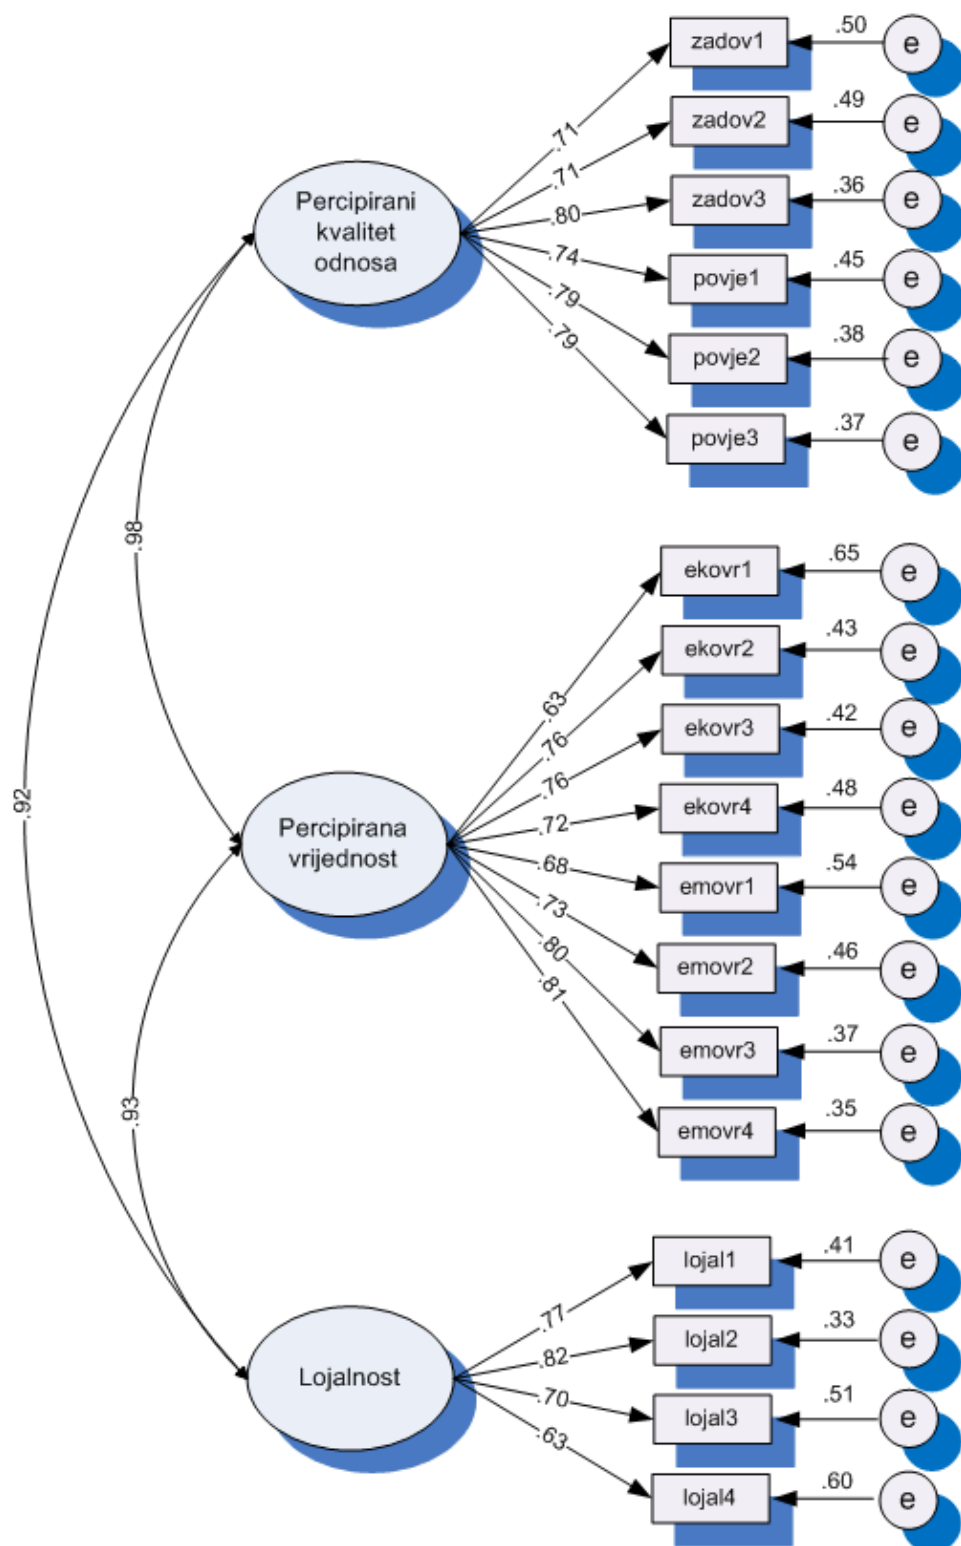 zadov1
.50
e
.71
zadov2
.49
e
.71
zadov3
.36
e
.80
Percipirani
kvalitet
odnosa
povje1
.45
e
.74
povje2
.38
e
.79
povje3
.37
e
.79
.98
ekovr1
.65
e
.63
ekovr2
.43
e
.76
ekovr3
.42
e
.76
ekovr4
.48
e
.72
.92
Percipirana
vrijednost
emovr1
.54
e
.68
emovr2
.46
e
.73
emovr3
.37
e
.80
emovr4
.35
e
.81
.93
lojal1
.41
e
.77
lojal2
.33
e
.82
Lojalnost
lojal3
.51
e
.70
lojal4
.60
e
.63